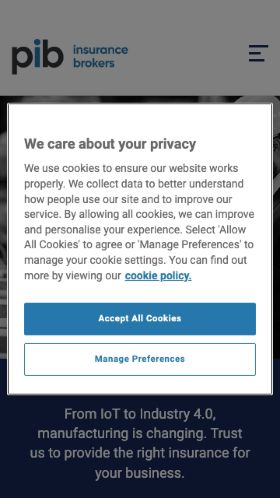 pib insurance
brokers
We care about your privacy
We use cookies to ensure our website works
properly. We collect data to better understand
how people use our site and to improve our
service. By allowing all cookies, we can improve
and personalise your experience. Select 'Allow
All Cookies' to agree or 'Manage Preferences' to
manage your cookie settings. You can find out
more by viewing our cookie policy.
Accept All Cookies
Manage Preferences
From IoT to Industry 4.0,
manufacturing is changing. Trust
us to provide the right insurance for
your business.